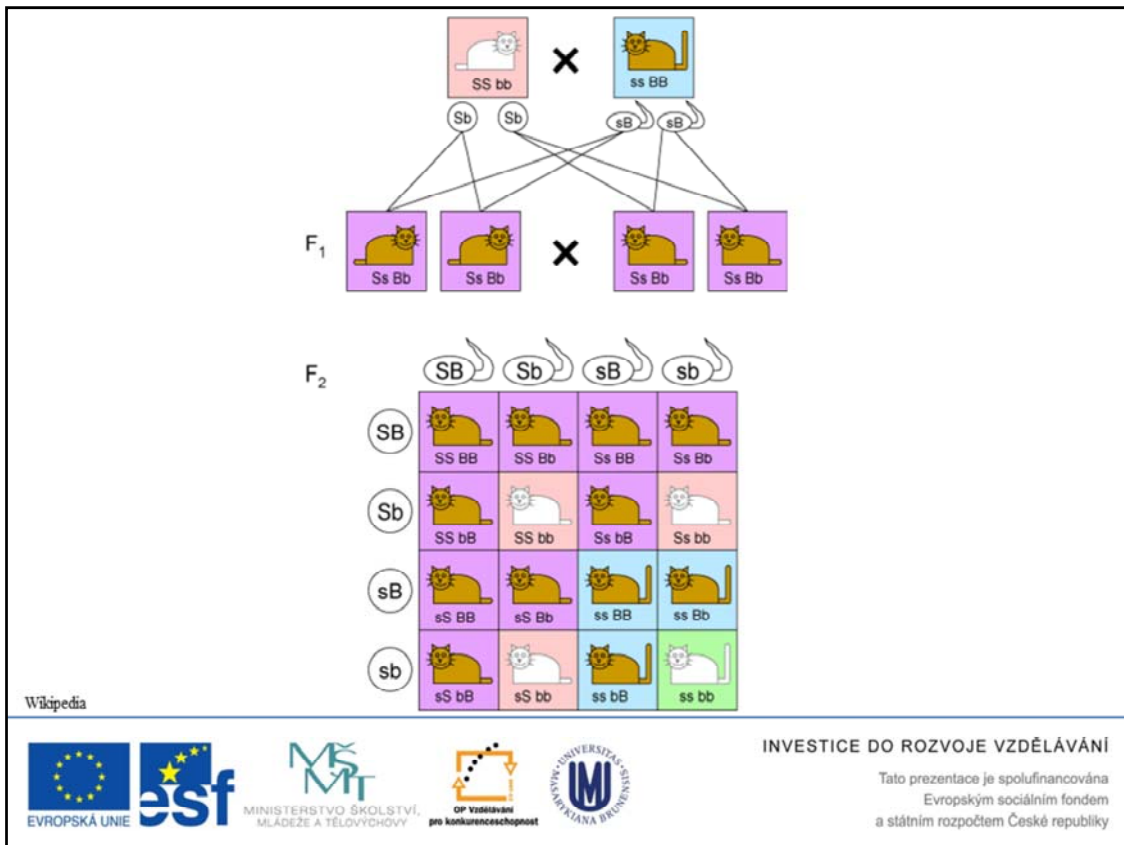 SS bb
ss BB
Sb Sb sB sB
F1
Ss Bb Ss Bb Ss Bb Ss Bb
F2
SB Sb sB sb
SB
SS BB SS Bb Ss BB Ss Bb
Sb
SS bB SS bb Ss bB Ss bb
sB
sS BB sS Bb ss BB ss Bb
sb
sS bB sS bb ss bB ss bb
Wikipedia
EVROPSKÁ UNIE
esf
MŠMT
MINISTERSTVO ŠKOLSTVÍ,
MLÁDEŽE A TĚLOVÝCHOVY
OP Vzdělávání
pro konkurenceschopnost
UNIVERSITAS MASARYKIANA BRUNENSIS
INVESTICE DO ROZVOJE VZDĚLÁVÁNÍ
Tato prezentace je spolufinancována
Evropským sociálním fondem
a státním rozpočtem České republiky